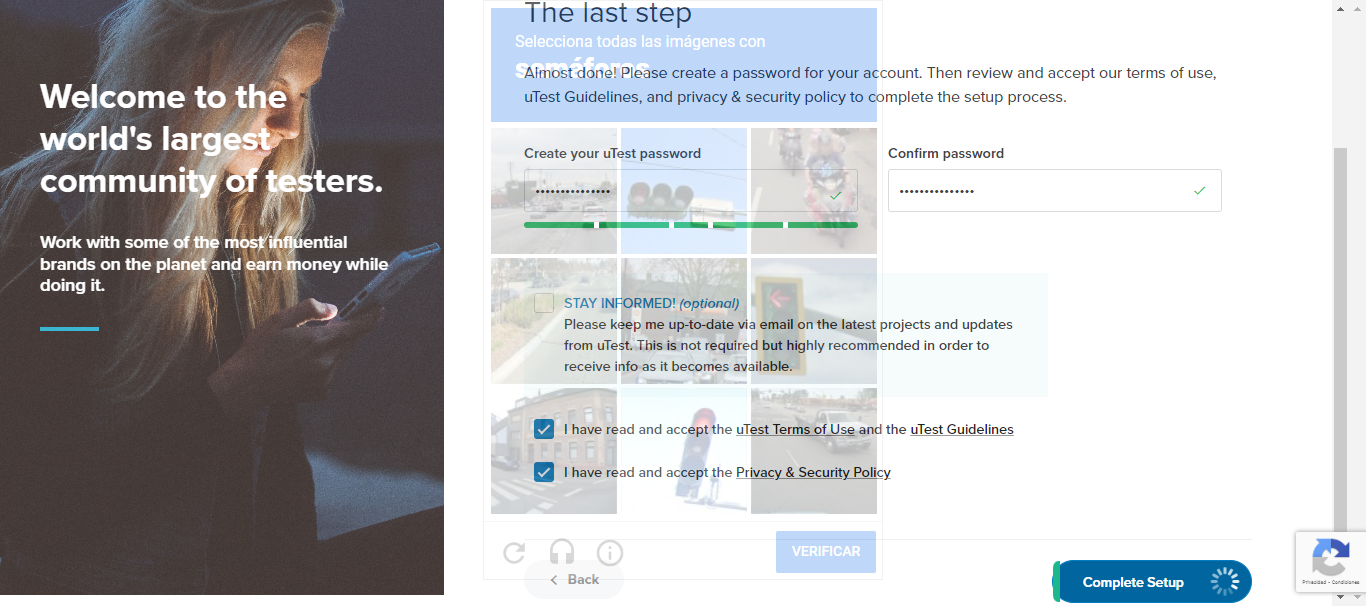 Welcome to the
world's largest
community of testers.
Work with some of the most influential
brands on the planet and earn money while
doing it.
The last step
Selecciona todas las imágenes con
semáforos
Almost done! Please create a password for your account. Then review and accept our terms of use,
uTest Guidelines, and privacy & security policy to complete the setup process.
Create your uTest password
Confirm password
STAY INFORMED! (optional)
Please keep me up-to-date via email on the latest projects and updates
from uTest. This is not required but highly recommended in order to
receive info as it becomes available.
I have read and accept the uTest Terms of Use and the uTest Guidelines
I have read and accept the Privacy & Security Policy
VERIFICAR
Back
Complete Setup
Privacidad - Condiciones